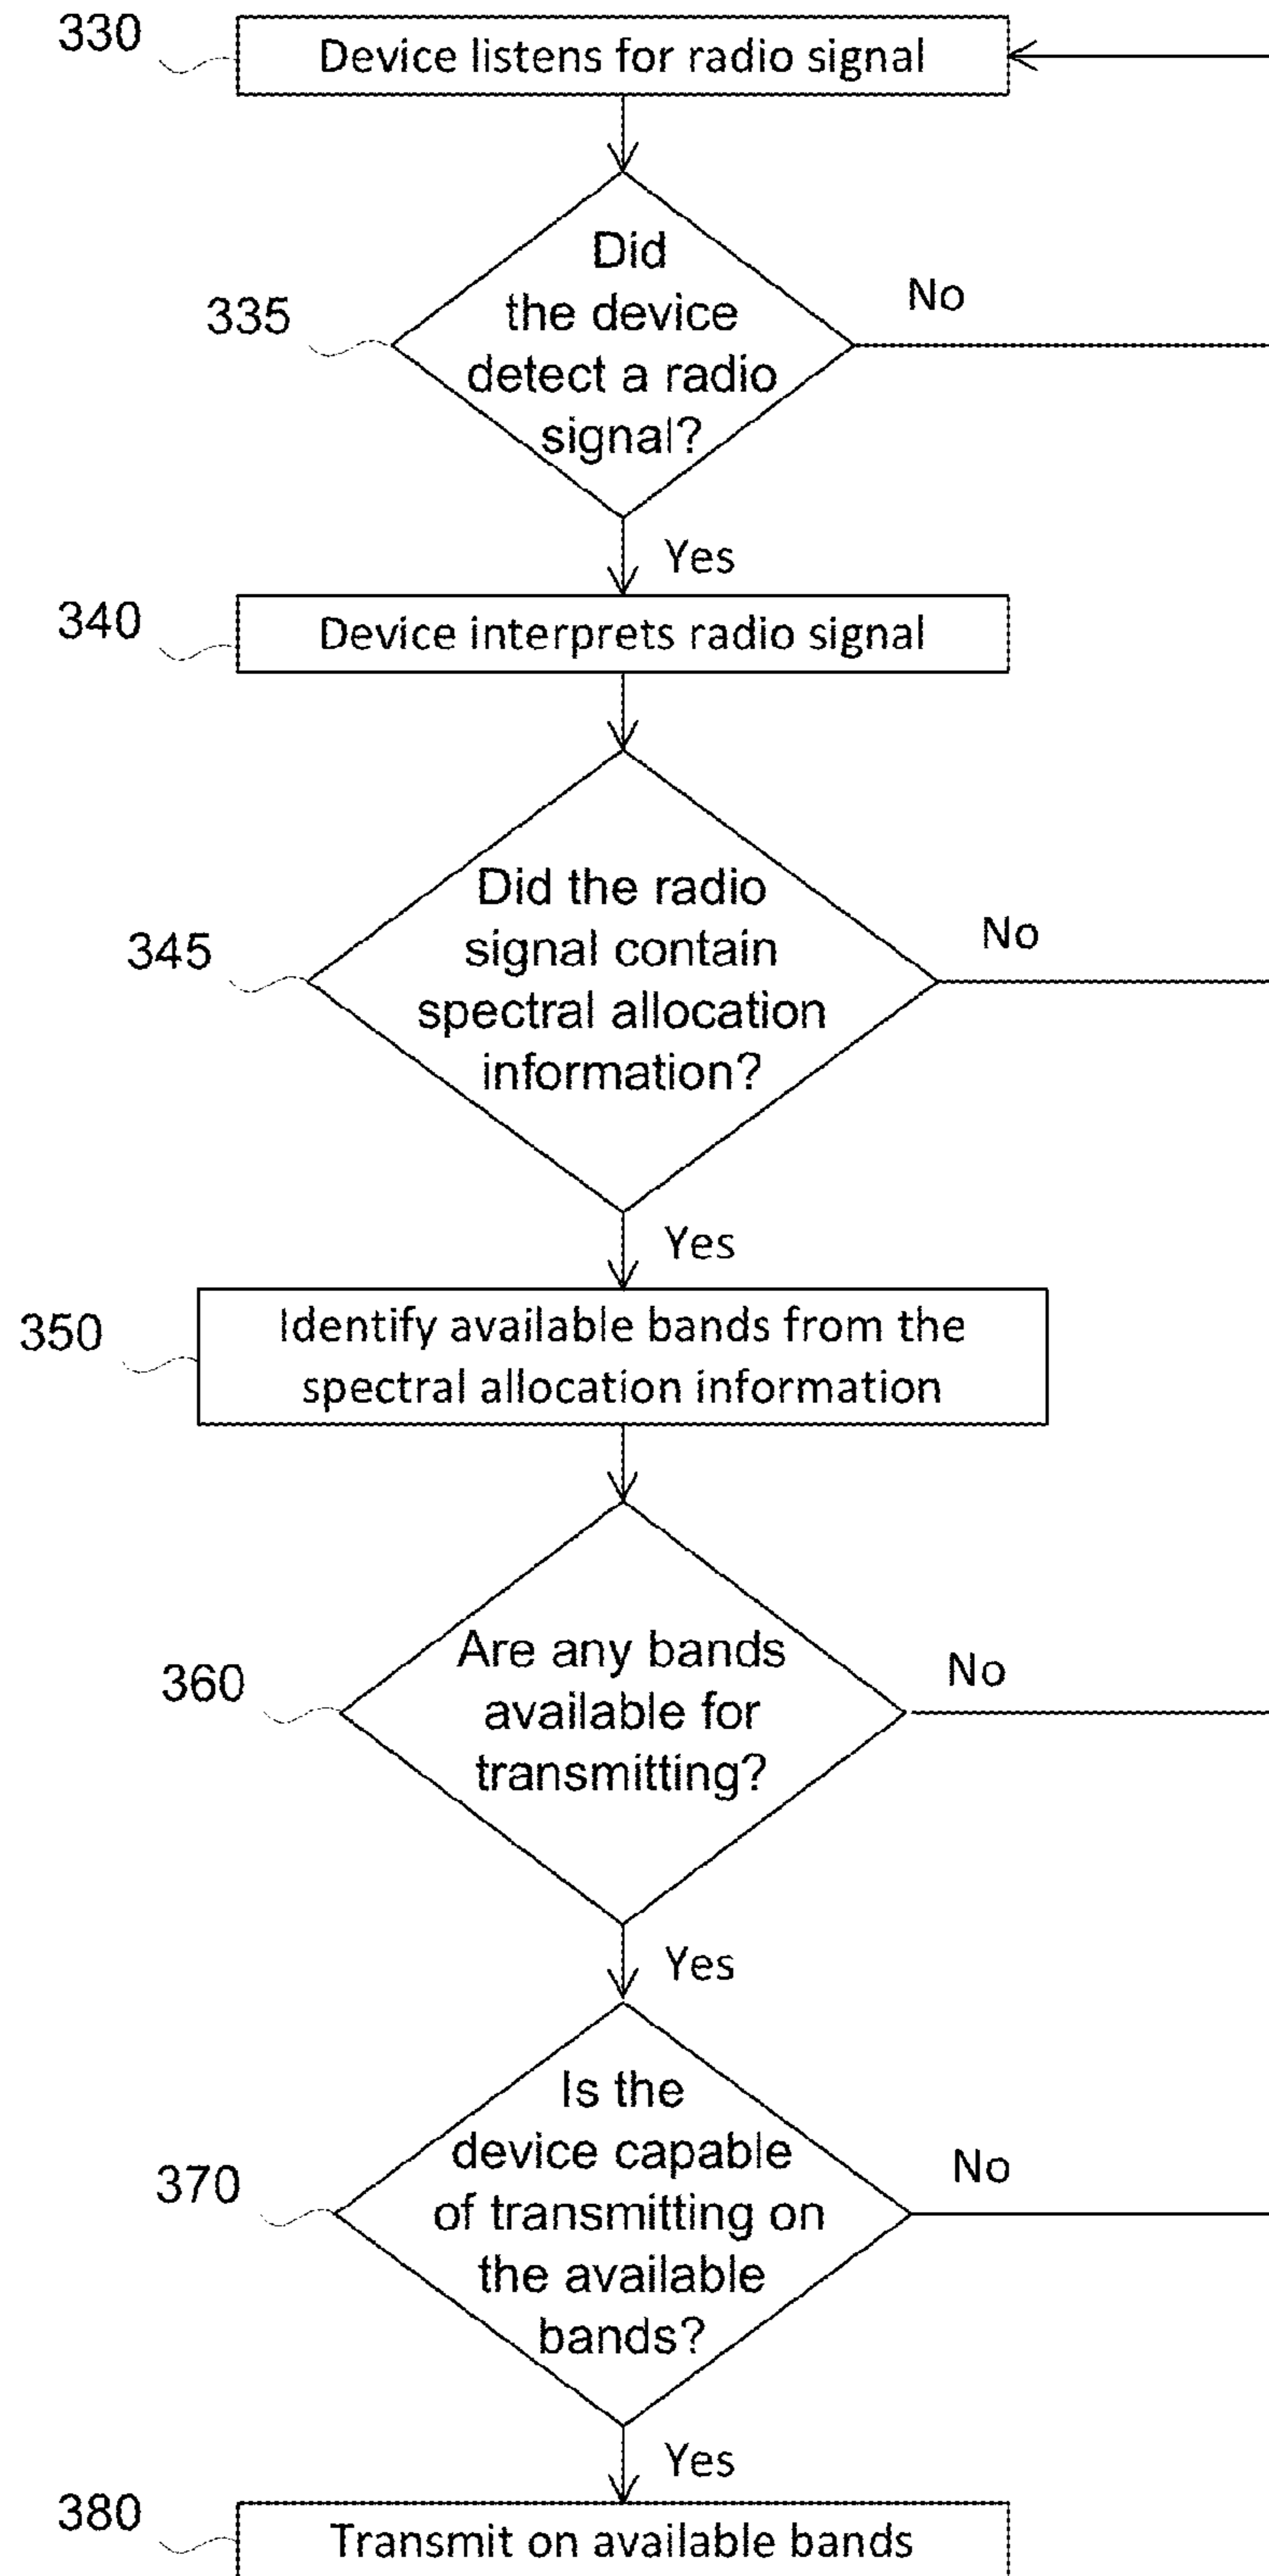 330
Device listens for radio signal
Did
the device
detect a radio
signal?
335
No
Yes
340
Device interprets radio signal
Did the radio
signal contain
spectral allocation
information?
345
No
Yes
350
Identify available bands from the
spectral allocation information
Are any bands
available for
transmitting?
360
No
Yes
Is the
device capable
of transmitting on
the available
bands?
370
No
Yes
380
Transmit on available bands